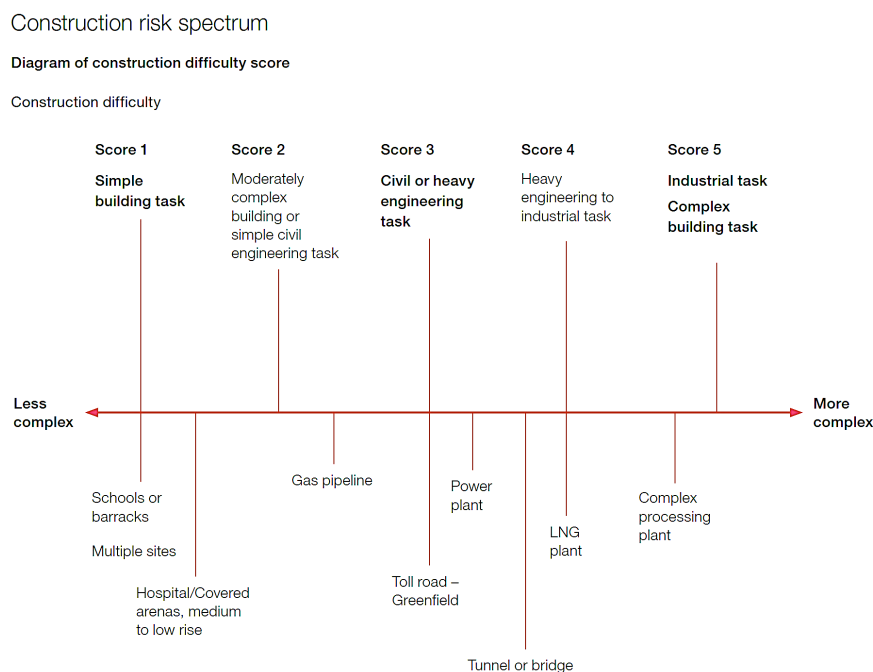 Construction risk spectrum
Diagram of construction difficulty score
Construction difficulty
Score 1
Simple
building task
Score 2
Moderately
complex
building or
simple civil
engineering task
Score 3
Civil or heavy
engineering
task
Score 4
Heavy
engineering to
industrial task
Score 5
Industrial task
Complex
building task
Less
complex
More
complex
Schools or
barracks
Multiple sites
Hospital/Covered
arenas, medium
to low rise
Gas pipeline
Toll road –
Greenfield
Power
plant
Tunnel or bridge
LNG
plant
Complex
processing
plant